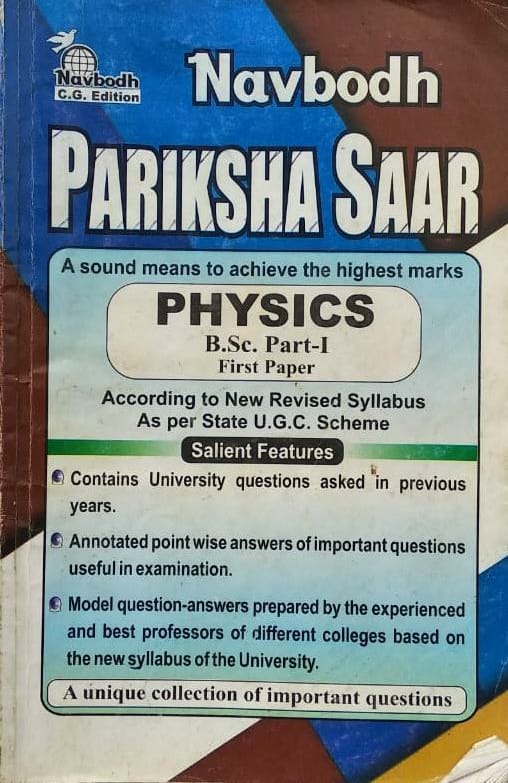 Navbodh
C.G. Edition
Navbodh
PARIKSHA SAAR
A sound means to achieve the highest marks
PHYSICS
B.Sc. Part-I
First Paper
According to New Revised Syllabus
As per State U.G.C. Scheme
Salient Features
Contains University questions asked in previous
years.
Annotated point wise answers of important questions
useful in examination.
Model question-answers prepared by the experienced
and best professors of different colleges based on
the new syllabus of the University.
A unique collection of important questions